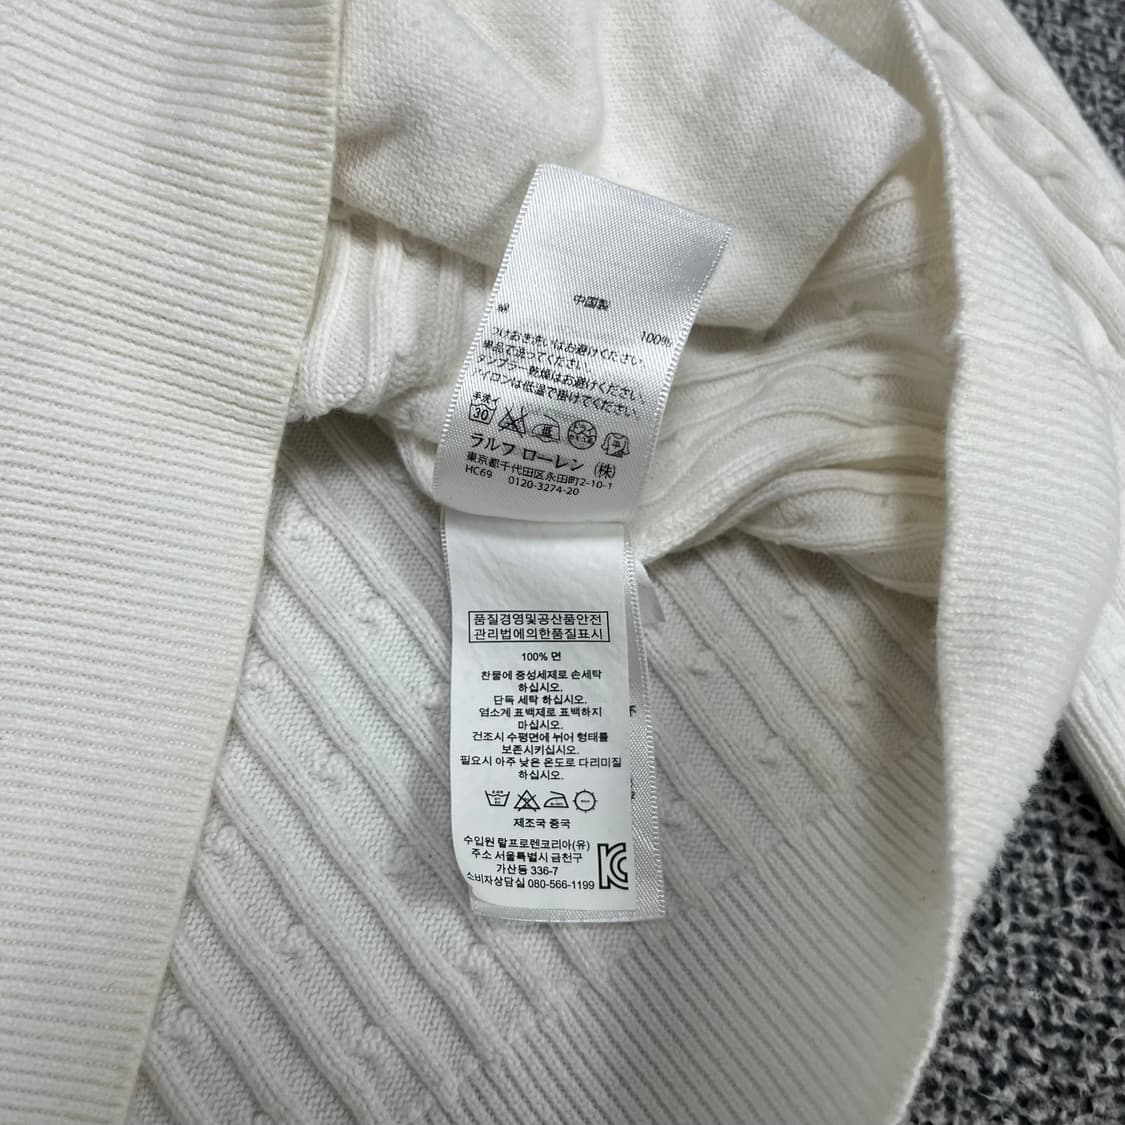 中国製
綿 100%
つけおき洗いはお避けください.
単品で洗ってください.
タンブラー乾燥はお避けください.
アイロンは低温で掛けてください.
手洗イ
30 低 中
ラルフ ローレン (株)
東京都千代田区永田町2-10-1
HC69 0120-3274-20
품질경영및공산품안전
관리법에의한품질표시
100% 면
찬물에 중성세제로 손세탁
하십시오.
단독 세탁 하십시오.
염소계 표백제로 표백하지
마십시오.
건조시 수평면에 뉘어 형태를
보존시키십시오.
필요시 아주 낮은 온도로 다리미질
하십시오.
제조국 중국
수입원 랄프로렌코리아(유)
주소 서울특별시 금천구
가산동 336-7
소비자상담실 080-566-1199